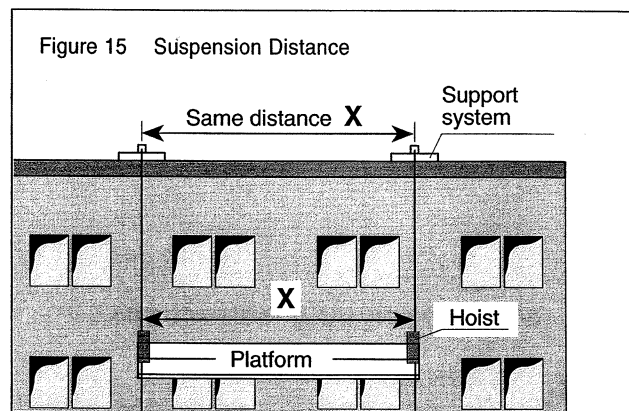 Figure 15 Suspension Distance
Same distance X
Support
system
X
Hoist
Platform